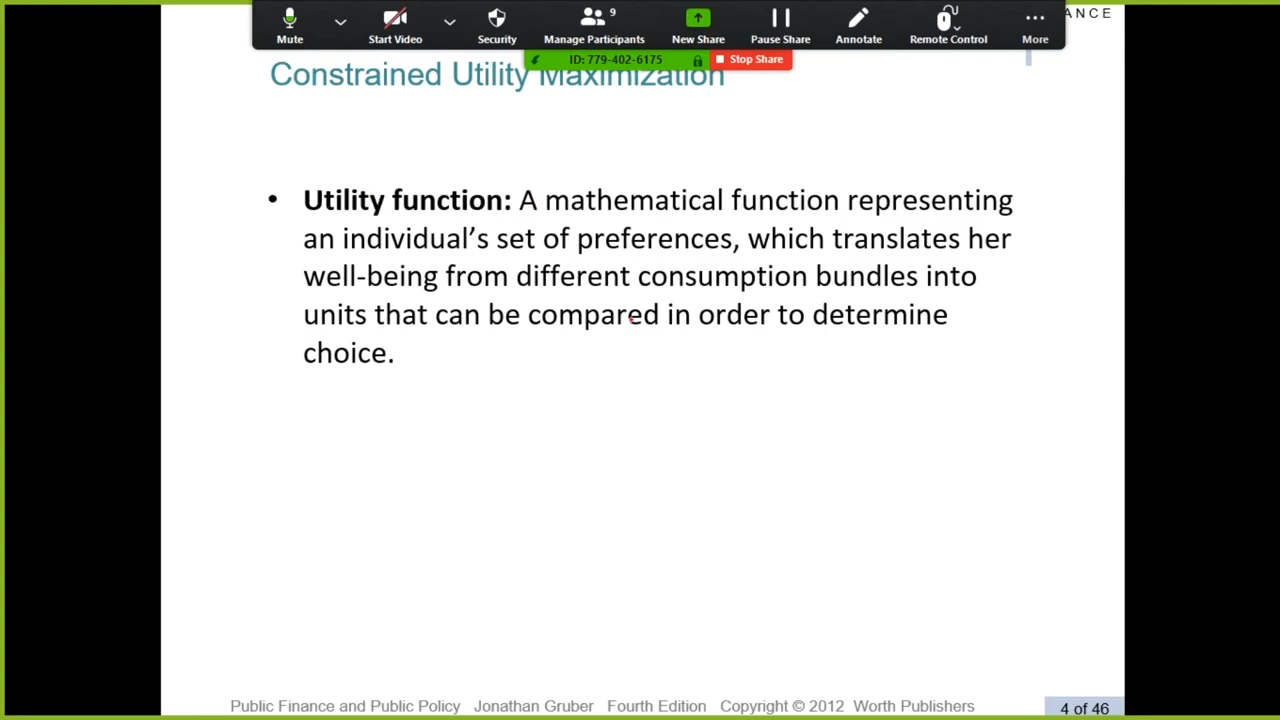 ANCE
9
Mute
Start Video
Security
Manage Participants
New Share
Pause Share
Annotate
Remote Control
More
ID: 779-402-6175
Stop Share
Constrained Utility Maximization
• Utility function: A mathematical function representing
an individual’s set of preferences, which translates her
well-being from different consumption bundles into
units that can be compared in order to determine
choice.
Public Finance and Public Policy Jonathan Gruber Fourth Edition Copyright © 2012 Worth Publishers
4 of 46